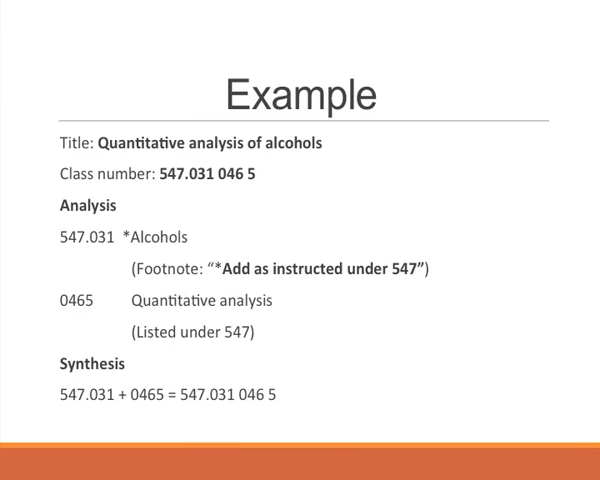 Example
Title: Quantitative analysis of alcohols
Class number: 547.031 046 5
Analysis
547.031 *Alcohols
(Footnote: “*Add as instructed under 547”)
0465 Quantitative analysis
(Listed under 547)
Synthesis
547.031 + 0465 = 547.031 046 5